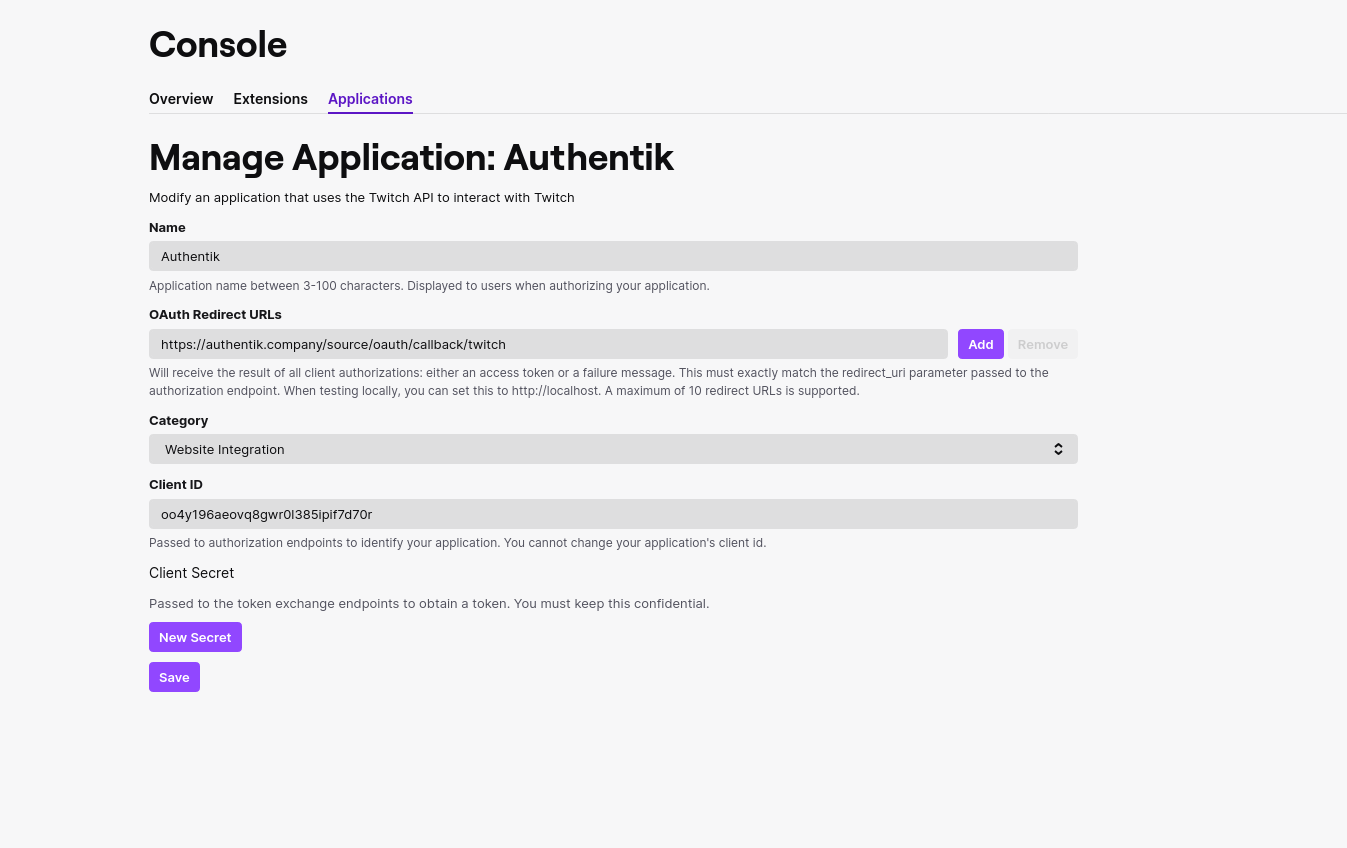 Console
Overview Extensions Applications
Manage Application: Authentik
Modify an application that uses the Twitch API to interact with Twitch
Name
Authentik
Application name between 3-100 characters. Displayed to users when authorizing your application.
OAuth Redirect URLs
https://authentik.company/source/oauth/callback/twitch Add Remove
Will receive the result of all client authorizations: either an access token or a failure message. This must exactly match the redirect_uri parameter passed to the
authorization endpoint. When testing locally, you can set this to http://localhost. A maximum of 10 redirect URLs is supported.
Category
Website Integration
Client ID
oo4y196aeovq8gwr0l385ipif7d70r
Passed to authorization endpoints to identify your application. You cannot change your application's client id.
Client Secret
Passed to the token exchange endpoints to obtain a token. You must keep this confidential.
New Secret
Save